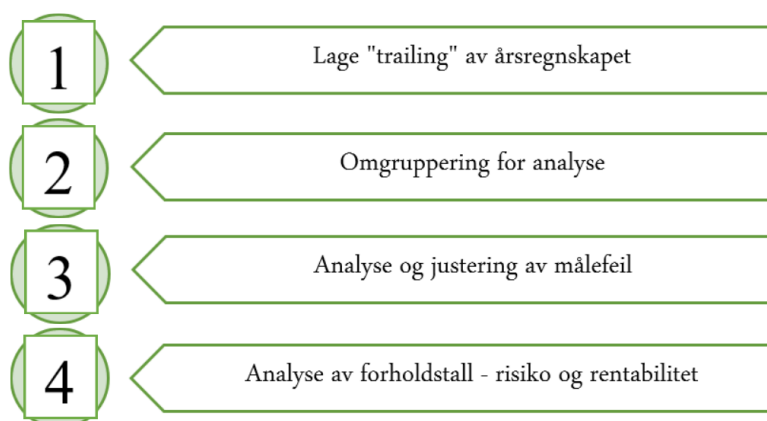 1
Lage "trailing" av årsregnskapet
2
Omgruppering for analyse
3
Analyse og justering av målefeil
4
Analyse av forholdstall - risiko og rentabilitet